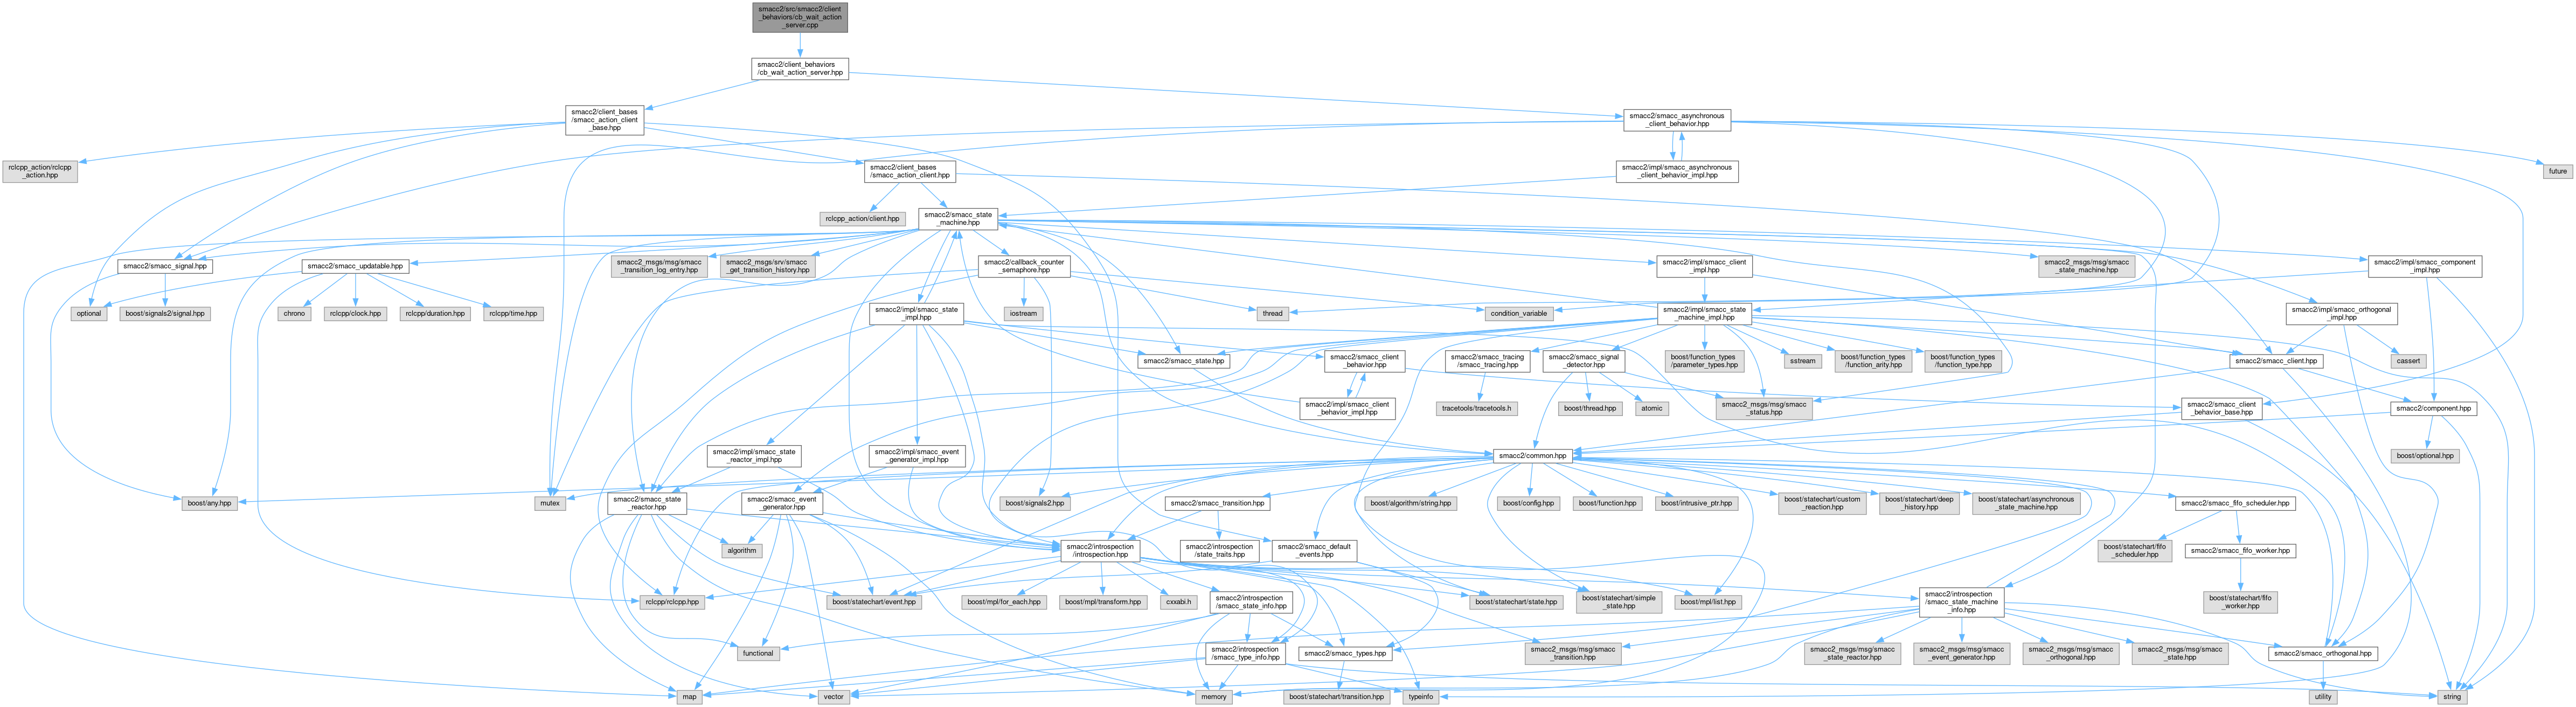 smacc2/src/smacc2/client
_behaviors/cb_wait_action
_server.cpp
smacc2/client_behaviors
/cb_wait_action_server.hpp
smacc2/client_bases
/smacc_action_client
_base.hpp
smacc2/smacc_asynchronous
_client_behavior.hpp
rclcpp_action/rclcpp
_action.hpp
smacc2/client_bases
/smacc_action_client.hpp
smacc2/impl/smacc_asynchronous
_client_behavior_impl.hpp
future
rclcpp_action/client.hpp
smacc2/smacc_state
_machine.hpp
smacc2/smacc_signal.hpp
smacc2/smacc_updatable.hpp
smacc2_msgs/msg/smacc
_transition_log_entry.hpp
smacc2_msgs/srv/smacc
_get_transition_history.hpp
smacc2/callback_counter
_semaphore.hpp
smacc2/impl/smacc_client
_impl.hpp
smacc2_msgs/msg/smacc
_state_machine.hpp
smacc2/impl/smacc_component
_impl.hpp
optional
boost/signals2/signal.hpp
chrono
rclcpp/clock.hpp
rclcpp/duration.hpp
rclcpp/time.hpp
smacc2/impl/smacc_state
_impl.hpp
iostream
thread
condition_variable
smacc2/impl/smacc_state
_machine_impl.hpp
smacc2/impl/smacc_orthogonal
_impl.hpp
smacc2/smacc_state.hpp
smacc2/smacc_client
_behavior.hpp
smacc2/smacc_tracing
/smacc_tracing.hpp
smacc2/smacc_signal
_detector.hpp
boost/function_types
/parameter_types.hpp
sstream
boost/function_types
/function_arity.hpp
boost/function_types
/function_type.hpp
smacc2/smacc_client.hpp
cassert
smacc2/impl/smacc_client
_behavior_impl.hpp
tracetools/tracetools.h
boost/thread.hpp
atomic
smacc2_msgs/msg/smacc
_status.hpp
smacc2/smacc_client
_behavior_base.hpp
smacc2/component.hpp
smacc2/impl/smacc_state
_reactor_impl.hpp
smacc2/impl/smacc_event
_generator_impl.hpp
smacc2/common.hpp
boost/optional.hpp
boost/any.hpp
mutex
smacc2/smacc_state
_reactor.hpp
smacc2/smacc_event
_generator.hpp
boost/signals2.hpp
boost/algorithm/string.hpp
smacc2/smacc_transition.hpp
boost/config.hpp
boost/function.hpp
boost/intrusive_ptr.hpp
boost/statechart/custom
_reaction.hpp
boost/statechart/deep
_history.hpp
boost/statechart/asynchronous
_state_machine.hpp
smacc2/smacc_fifo_scheduler.hpp
algorithm
smacc2/introspection
/introspection.hpp
smacc2/introspection
/state_traits.hpp
smacc2/smacc_default
_events.hpp
boost/statechart/fifo
_scheduler.hpp
smacc2/smacc_fifo_worker.hpp
rclcpp/rclcpp.hpp
boost/statechart/event.hpp
boost/mpl/for_each.hpp
boost/mpl/transform.hpp
cxxabi.h
smacc2/introspection
/smacc_state_info.hpp
boost/statechart/state.hpp
boost/statechart/simple
_state.hpp
boost/mpl/list.hpp
smacc2/introspection
/smacc_state_machine
_info.hpp
boost/statechart/fifo
_worker.hpp
functional
smacc2/introspection
/smacc_type_info.hpp
smacc2/smacc_types.hpp
smacc2_msgs/msg/smacc
_transition.hpp
smacc2_msgs/msg/smacc
_state_reactor.hpp
smacc2_msgs/msg/smacc
_event_generator.hpp
smacc2_msgs/msg/smacc
_orthogonal.hpp
smacc2_msgs/msg/smacc
_state.hpp
smacc2/smacc_orthogonal.hpp
map
vector
memory
boost/statechart/transition.hpp
typeinfo
utility
string